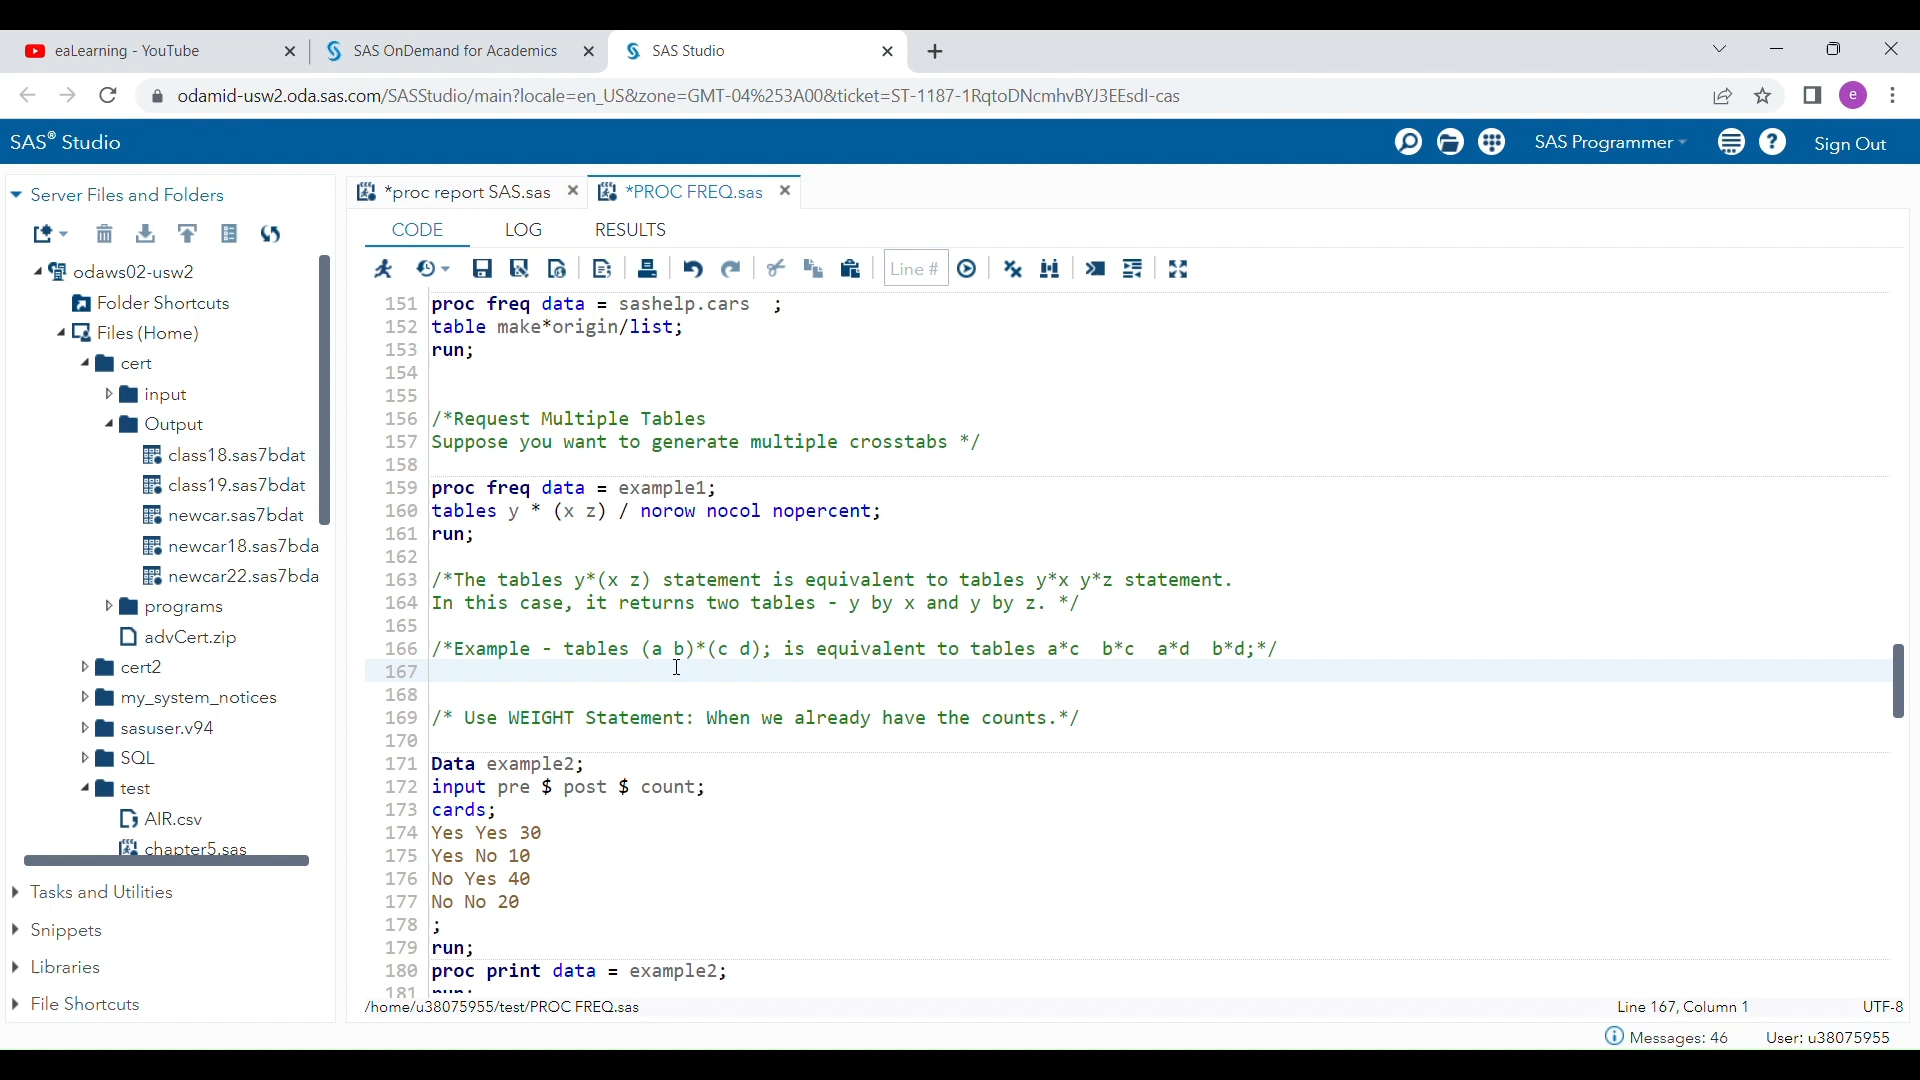 ealearning - YouTube
SAS OnDemand for Academics
SAS Studio
odamid-usw2.oda.sas.com/SASStudio/main?locale=en_US&zone=GMT-04%253A00&ticket=ST-1187-1RqtoDNcmhvBYJ3EEsdI-cas
e
SAS® Studio
SAS Programmer
Sign Out
Server Files and Folders
odaws02-usw2
Folder Shortcuts
Files (Home)
cert
input
Output
class18.sas7bdat
class19.sas7bdat
newcar.sas7bdat
newcar18.sas7bda
newcar22.sas7bda
programs
advCert.zip
cert2
my_system_notices
sasuser.v94
SQL
test
AIR.csv
chapter5.sas
Tasks and Utilities
Snippets
Libraries
File Shortcuts
*proc report SAS.sas
*PROC FREQ.sas
CODE
LOG
RESULTS
Line #
151 proc freq data = sashelp.cars ;
152 table make*origin/list;
153 run;
154
155
156 /*Request Multiple Tables
157 Suppose you want to generate multiple crosstabs */
158
159 proc freq data = example1;
160 tables y * (x z) / norow nocol nopercent;
161 run;
162
163 /*The tables y*(x z) statement is equivalent to tables y*x y*z statement.
164 In this case, it returns two tables - y by x and y by z. */
165
166 /*Example - tables (a b)*(c d); is equivalent to tables a*c b*c a*d b*d;*/
167
168
169 /* Use WEIGHT Statement: When we already have the counts.*/
170
171 Data example2;
172 input pre $ post $ count;
173 cards;
174 Yes Yes 30
175 Yes No 10
176 No Yes 40
177 No No 20
178 ;
179 run;
180 proc print data = example2;
181 run;
/home/u38075955/test/PROC FREQ.sas
Line 167, Column 1
UTF-8
Messages: 46
User: u38075955